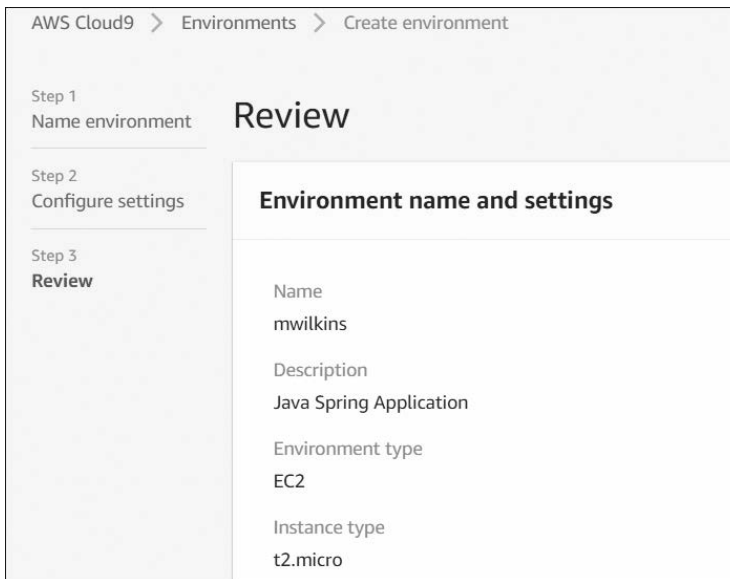 AWS Cloud9 > Environments > Create environment
Step 1
Name environment
Step 2
Configure settings
Step 3
Review
Review
Environment name and settings
Name
mwilkins
Description
Java Spring Application
Environment type
EC2
Instance type
t2.micro